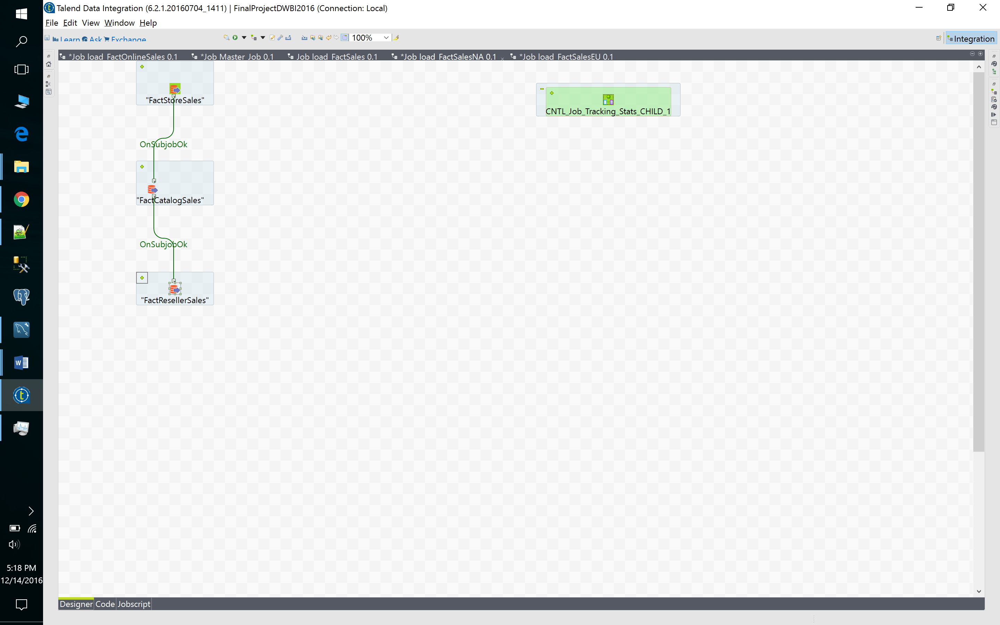 Talend Data Integration (6.2.1.20160704_1411) | FinalProjectDWBI2016 (Connection: Local)
File Edit View Window Help
Learn Ask Exchange 100% Integration
*Job load_FactOnlineSales 0.1 *Job Master_Job 0.1 Job load_FactSales 0.1 *Job load_FactSalesNA 0.1 *Job load_FactSalesEU 0.1
"FactStoreSales"
CNTL_Job_Tracking_Stats_CHILD_1
OnSubjobOk
"FactCatalogSales"
OnSubjobOk
"FactResellerSales"
5:18 PM
12/14/2016
Designer Code Jobscript